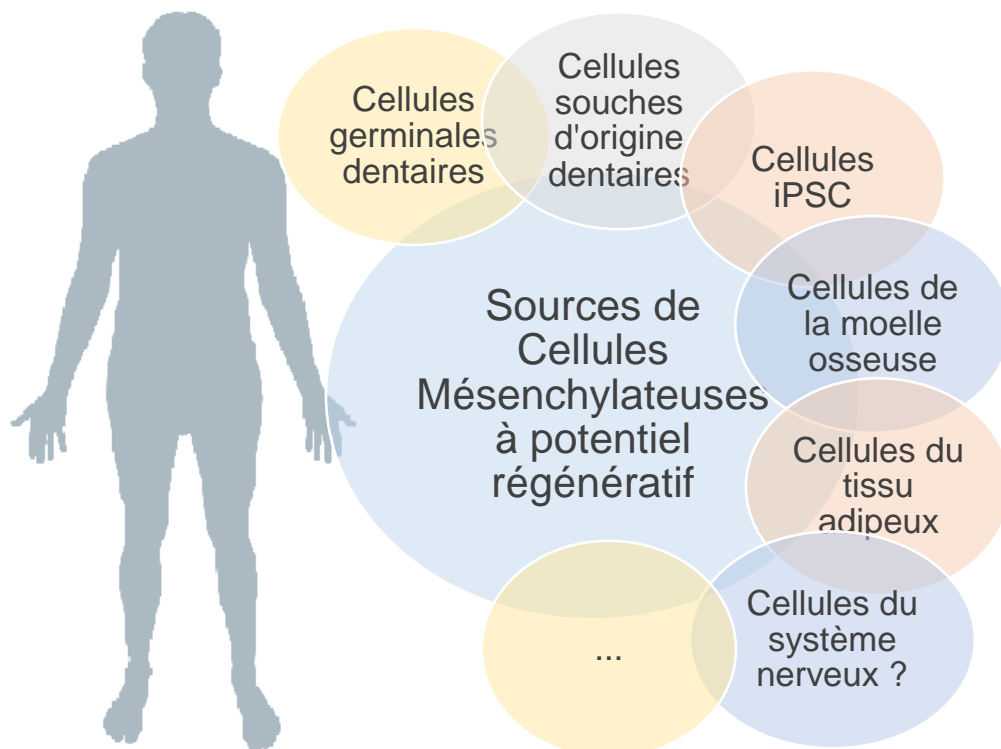 Cellules
germinales
dentaires
Cellules
souches
d'origine
dentaires
Cellules
iPSC
Cellules de
la moelle
osseuse
Cellules du
tissu
adipeux
Cellules du
système
nerveux ?
...
Sources de
Cellules
Mésenchylateuses
à potentiel
régénératif